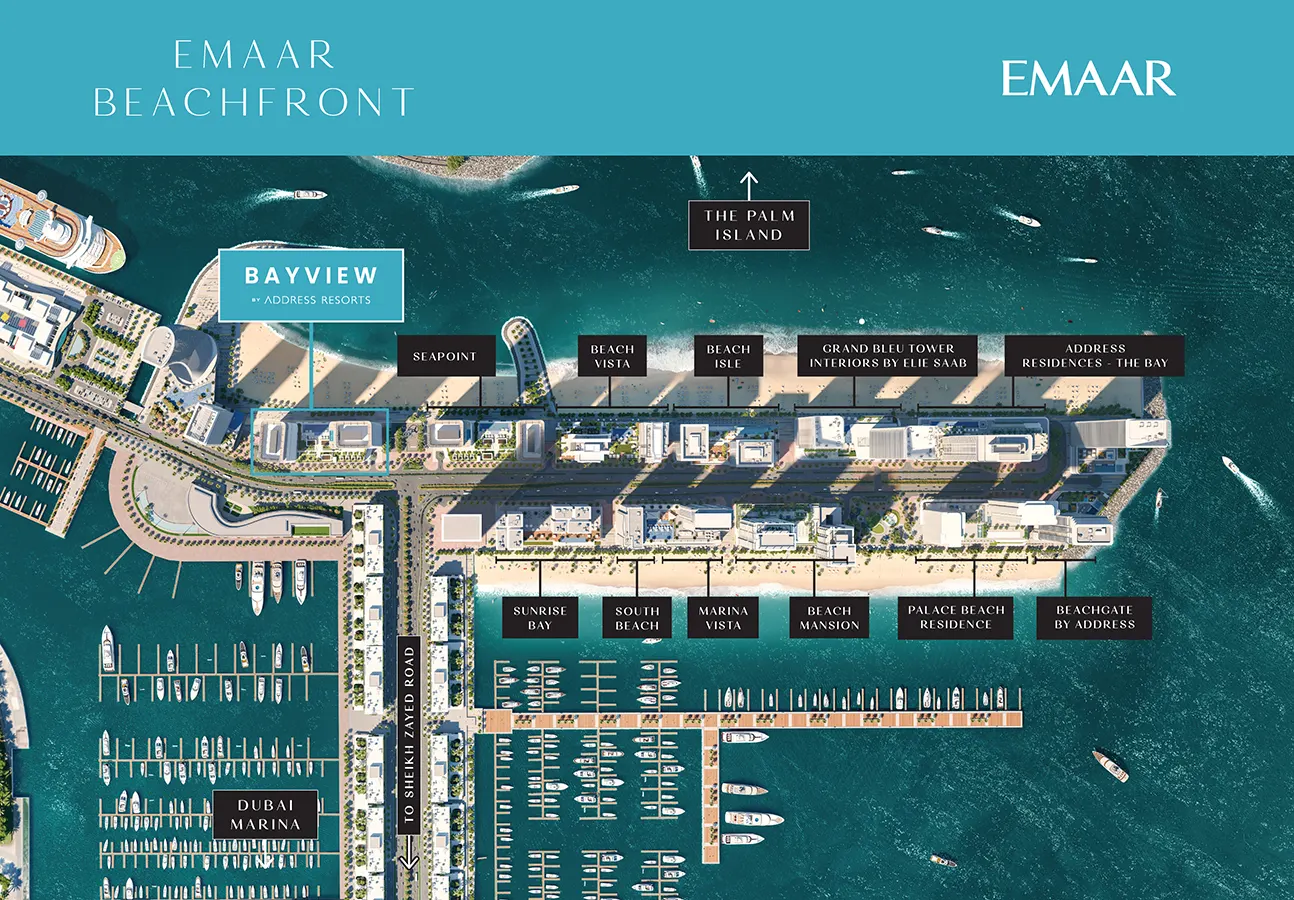 EMAAR
BEACHFRONT
EMAAR
THE PALM
ISLAND
BAYVIEW
BY ADDRESS RESORTS
SEAPOINT
BEACH
VISTA
BEACH
ISLE
GRAND BLEU TOWER
INTERIORS BY ELIE SAAB
ADDRESS
RESIDENCES - THE BAY
SUNRISE
BAY
SOUTH
BEACH
MARINA
VISTA
BEACH
MANSION
PALACE BEACH
RESIDENCE
BEACHGATE
BY ADDRESS
TO SHEIKH ZAYED ROAD
DUBAI
MARINA